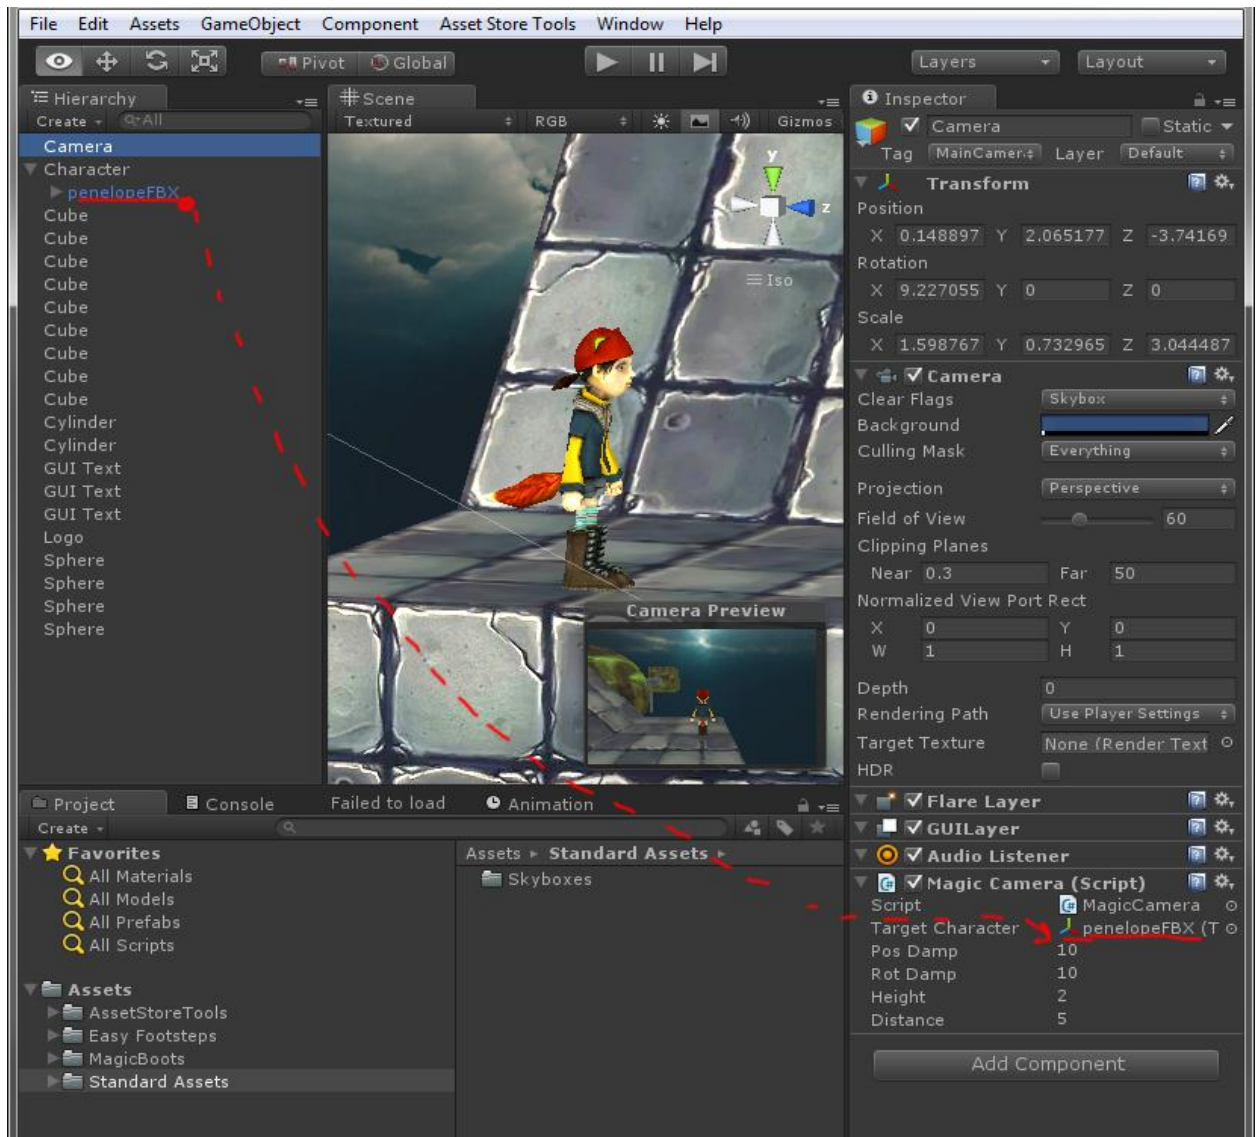 File Edit Assets GameObject Component Asset Store Tools Window Help
Pivot Global Layers Layout
Hierarchy
Create All
Camera
Character
penelopeFBX
Cube
Cube
Cube
Cube
Cube
Cube
Cube
Cube
Cube
Cylinder
Cylinder
GUI Text
GUI Text
GUI Text
Logo
Sphere
Sphere
Sphere
Sphere
Scene
Textured RGB Gizmos
y
z
Iso
Camera Preview
Inspector
Camera Static
Tag MainCamer Layer Default
Transform
Position
X 0.148897 Y 2.065177 Z -3.74169
Rotation
X 9.227055 Y 0 Z 0
Scale
X 1.598767 Y 0.732965 Z 3.044487
Camera
Clear Flags Skybox
Background
Culling Mask Everything
Projection Perspective
Field of View 60
Clipping Planes
Near 0.3 Far 50
Normalized View Port Rect
X 0 Y 0
W 1 H 1
Depth 0
Rendering Path Use Player Settings
Target Texture None (Render Text
HDR
Flare Layer
GUILayer
Audio Listener
Magic Camera (Script)
Script MagicCamera
Target Character penelopeFBX (T
Pos Damp 10
Rot Damp 10
Height 2
Distance 5
Add Component
Project Console Failed to load Animation
Create
Favorites
All Materials
All Models
All Prefabs
All Scripts
Assets
AssetStoreTools
Easy Footsteps
MagicBoots
Standard Assets
Assets ▸ Standard Assets ▸
Skyboxes